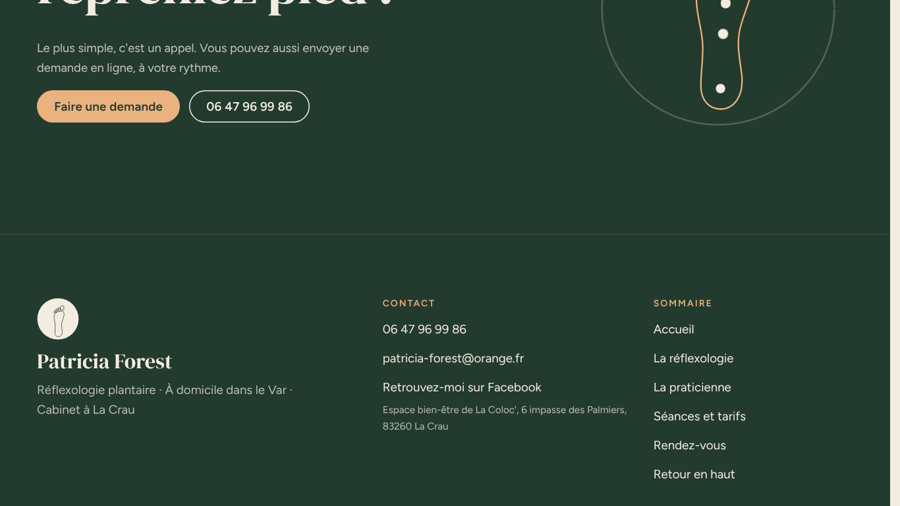 reprenez pied ?
Le plus simple, c'est un appel. Vous pouvez aussi envoyer une
demande en ligne, à votre rythme.
Faire une demande
06 47 96 99 86
Patricia Forest
Réflexologie plantaire · À domicile dans le Var ·
Cabinet à La Crau
CONTACT
06 47 96 99 86
patricia-forest@orange.fr
Retrouvez-moi sur Facebook
Espace bien-être de La Coloc', 6 impasse des Palmiers,
83260 La Crau
SOMMAIRE
Accueil
La réflexologie
La praticienne
Séances et tarifs
Rendez-vous
Retour en haut